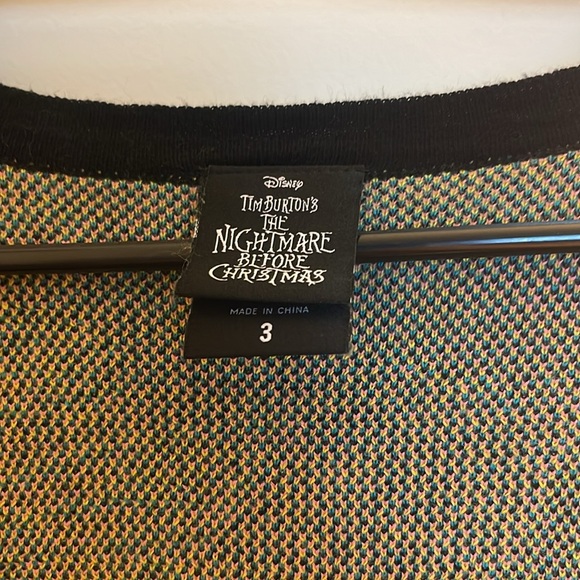 Disney
TIM BURTON'S
THE
NIGHTMARE
BEFORE
CHRISTMAS
MADE IN CHINA
3